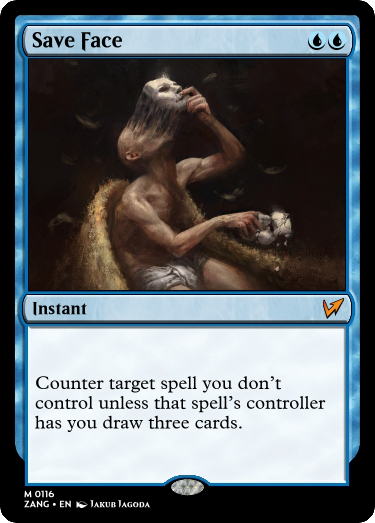 Save Face
Instant
Counter target spell you don't
control unless that spell's controller
has you draw three cards.
M 0116
ZANG • EN Jakub Jagoda